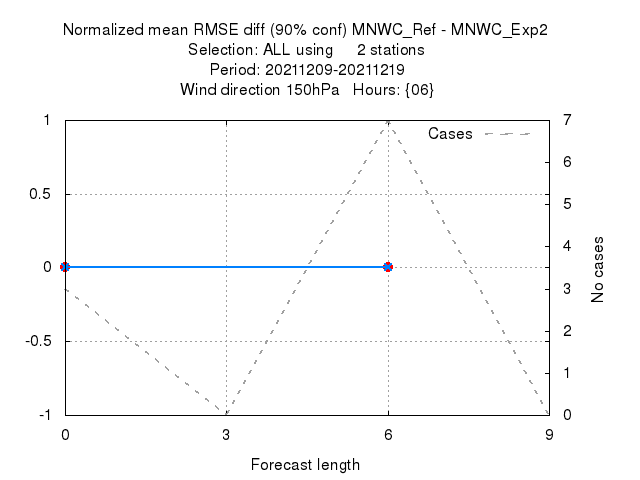 Normalized mean RMSE diff (90% conf) MNWC_Ref - MNWC_Exp2
Selection: ALL using 2 stations
Period: 20211209-20211219
Wind direction 150hPa Hours: {06}
Cases
1
0.5
0
-0.5
-1
7
6
5
4
3
2
1
0
No cases
0 3 6 9
Forecast length